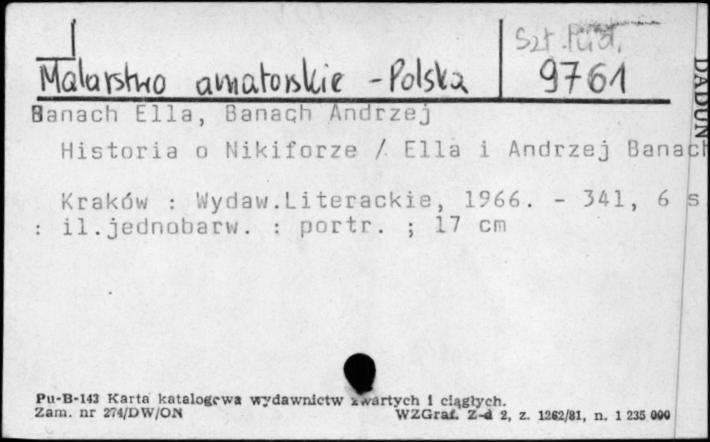 Szt.Plast.
Malarstwo amatorskie - Polska 9761
Banach Ella, Banach Andrzej
Historia o Nikiforze / Ella i Andrzej Banach
Kraków : Wydaw.Literackie, 1966. - 341, 6 s
: il.jednobarw. : portr. ; 17 cm
Pu-B-143 Karta katalogowa wydawnictw zwartych i ciągłych.
Zam. nr 274/DW/ON WZGraf. Z-d 2, z. 1262/81, n. 1 235 000
DADUN